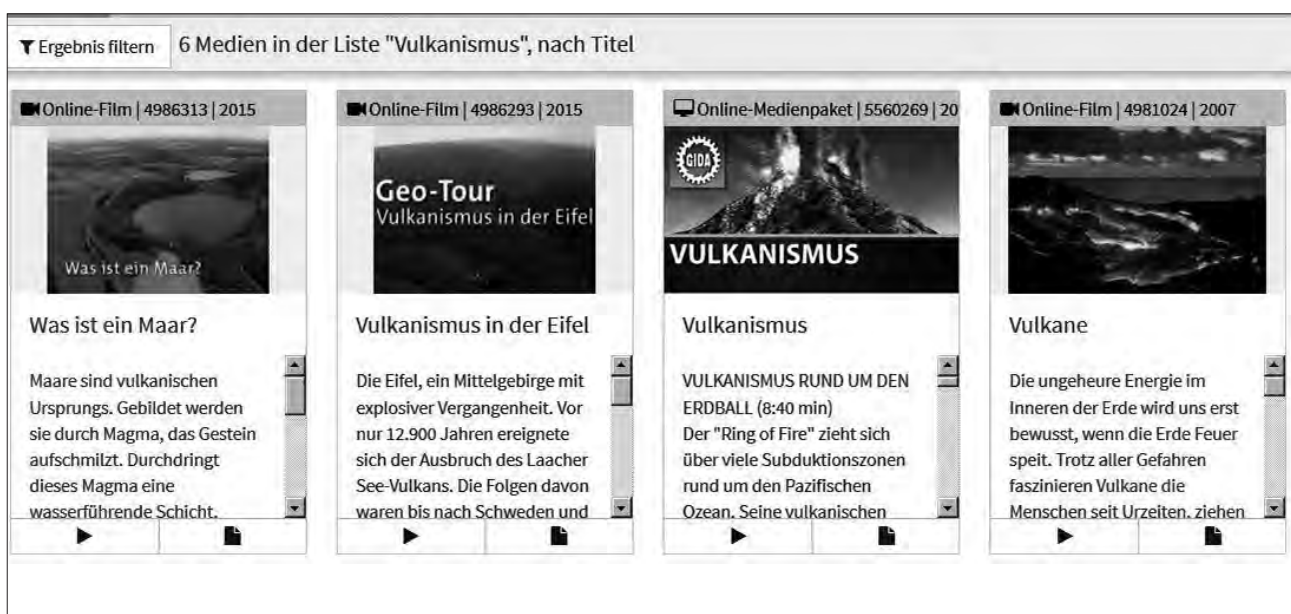 Ergebnis filtern
6 Medien in der Liste "Vulkanismus", nach Titel
Online-Film | 4986313 | 2015
Was ist ein Maar?
Was ist ein Maar?
Maare sind vulkanischen
Ursprungs. Gebildet werden
sie durch Magma, das Gestein
aufschmilzt. Durchdringt
dieses Magma eine
wasserführende Schicht,
Online-Film | 4986293 | 2015
Geo-Tour
Vulkanismus in der Eifel
Vulkanismus in der Eifel
Die Eifel, ein Mittelgebirge mit
explosiver Vergangenheit. Vor
nur 12.900 Jahren ereignete
sich der Ausbruch des Laacher
See-Vulkans. Die Folgen davon
waren bis nach Schweden und
Online-Medienpaket | 5560269 | 20
GIDA
VULKANISMUS
Vulkanismus
VULKANISMUS RUND UM DEN
ERDBALL (8:40 min)
Der "Ring of Fire" zieht sich
über viele Subduktionszonen
rund um den Pazifischen
Ozean. Seine vulkanischen
Online-Film | 4981024 | 2007
Vulkane
Die ungeheure Energie im
Inneren der Erde wird uns erst
bewusst, wenn die Erde Feuer
speit. Trotz aller Gefahren
faszinieren Vulkane die
Menschen seit Urzeiten, ziehen